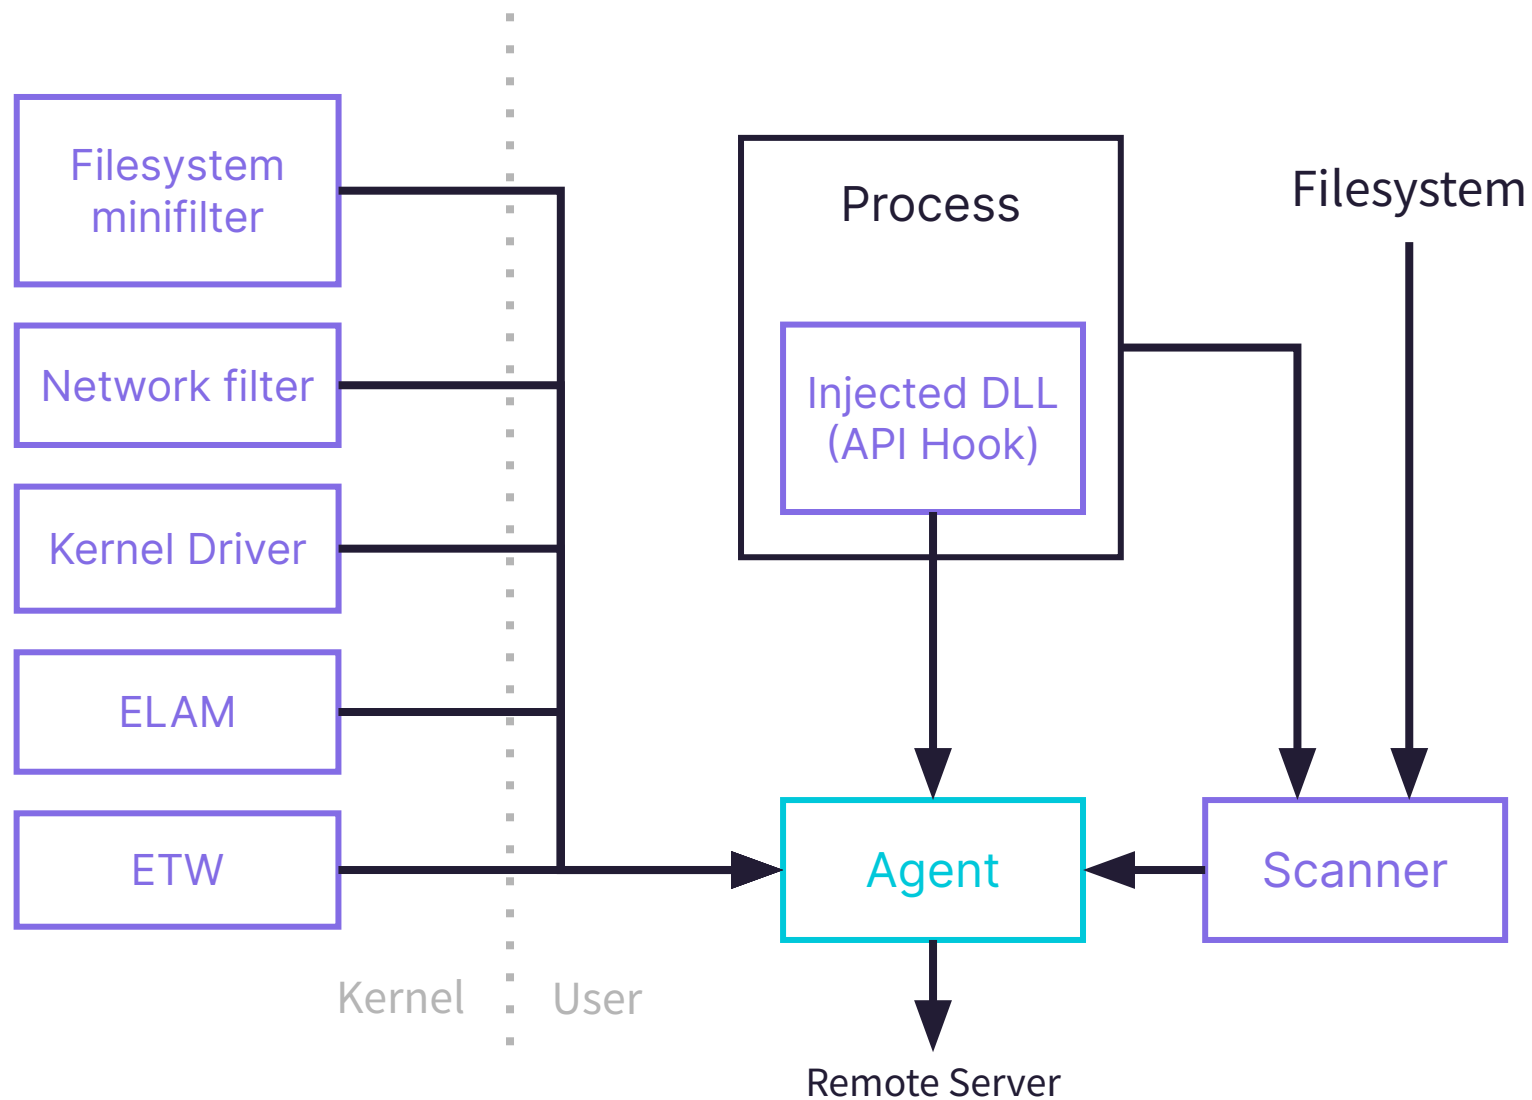 Filesystem
minifilter
Network filter
Kernel Driver
ELAM
ETW
Kernel
User
Process
Injected DLL
(API Hook)
Filesystem
Agent
Scanner
Remote Server